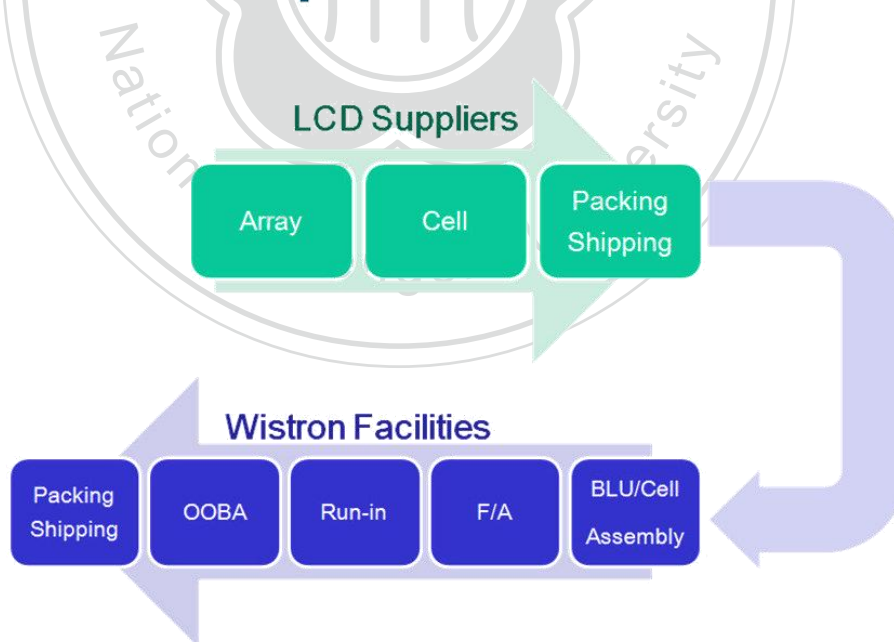 LCD Suppliers
Array
Cell
Packing
Shipping
Wistron Facilities
Packing
Shipping
OOBA
Run-in
F/A
BLU/Cell
Assembly